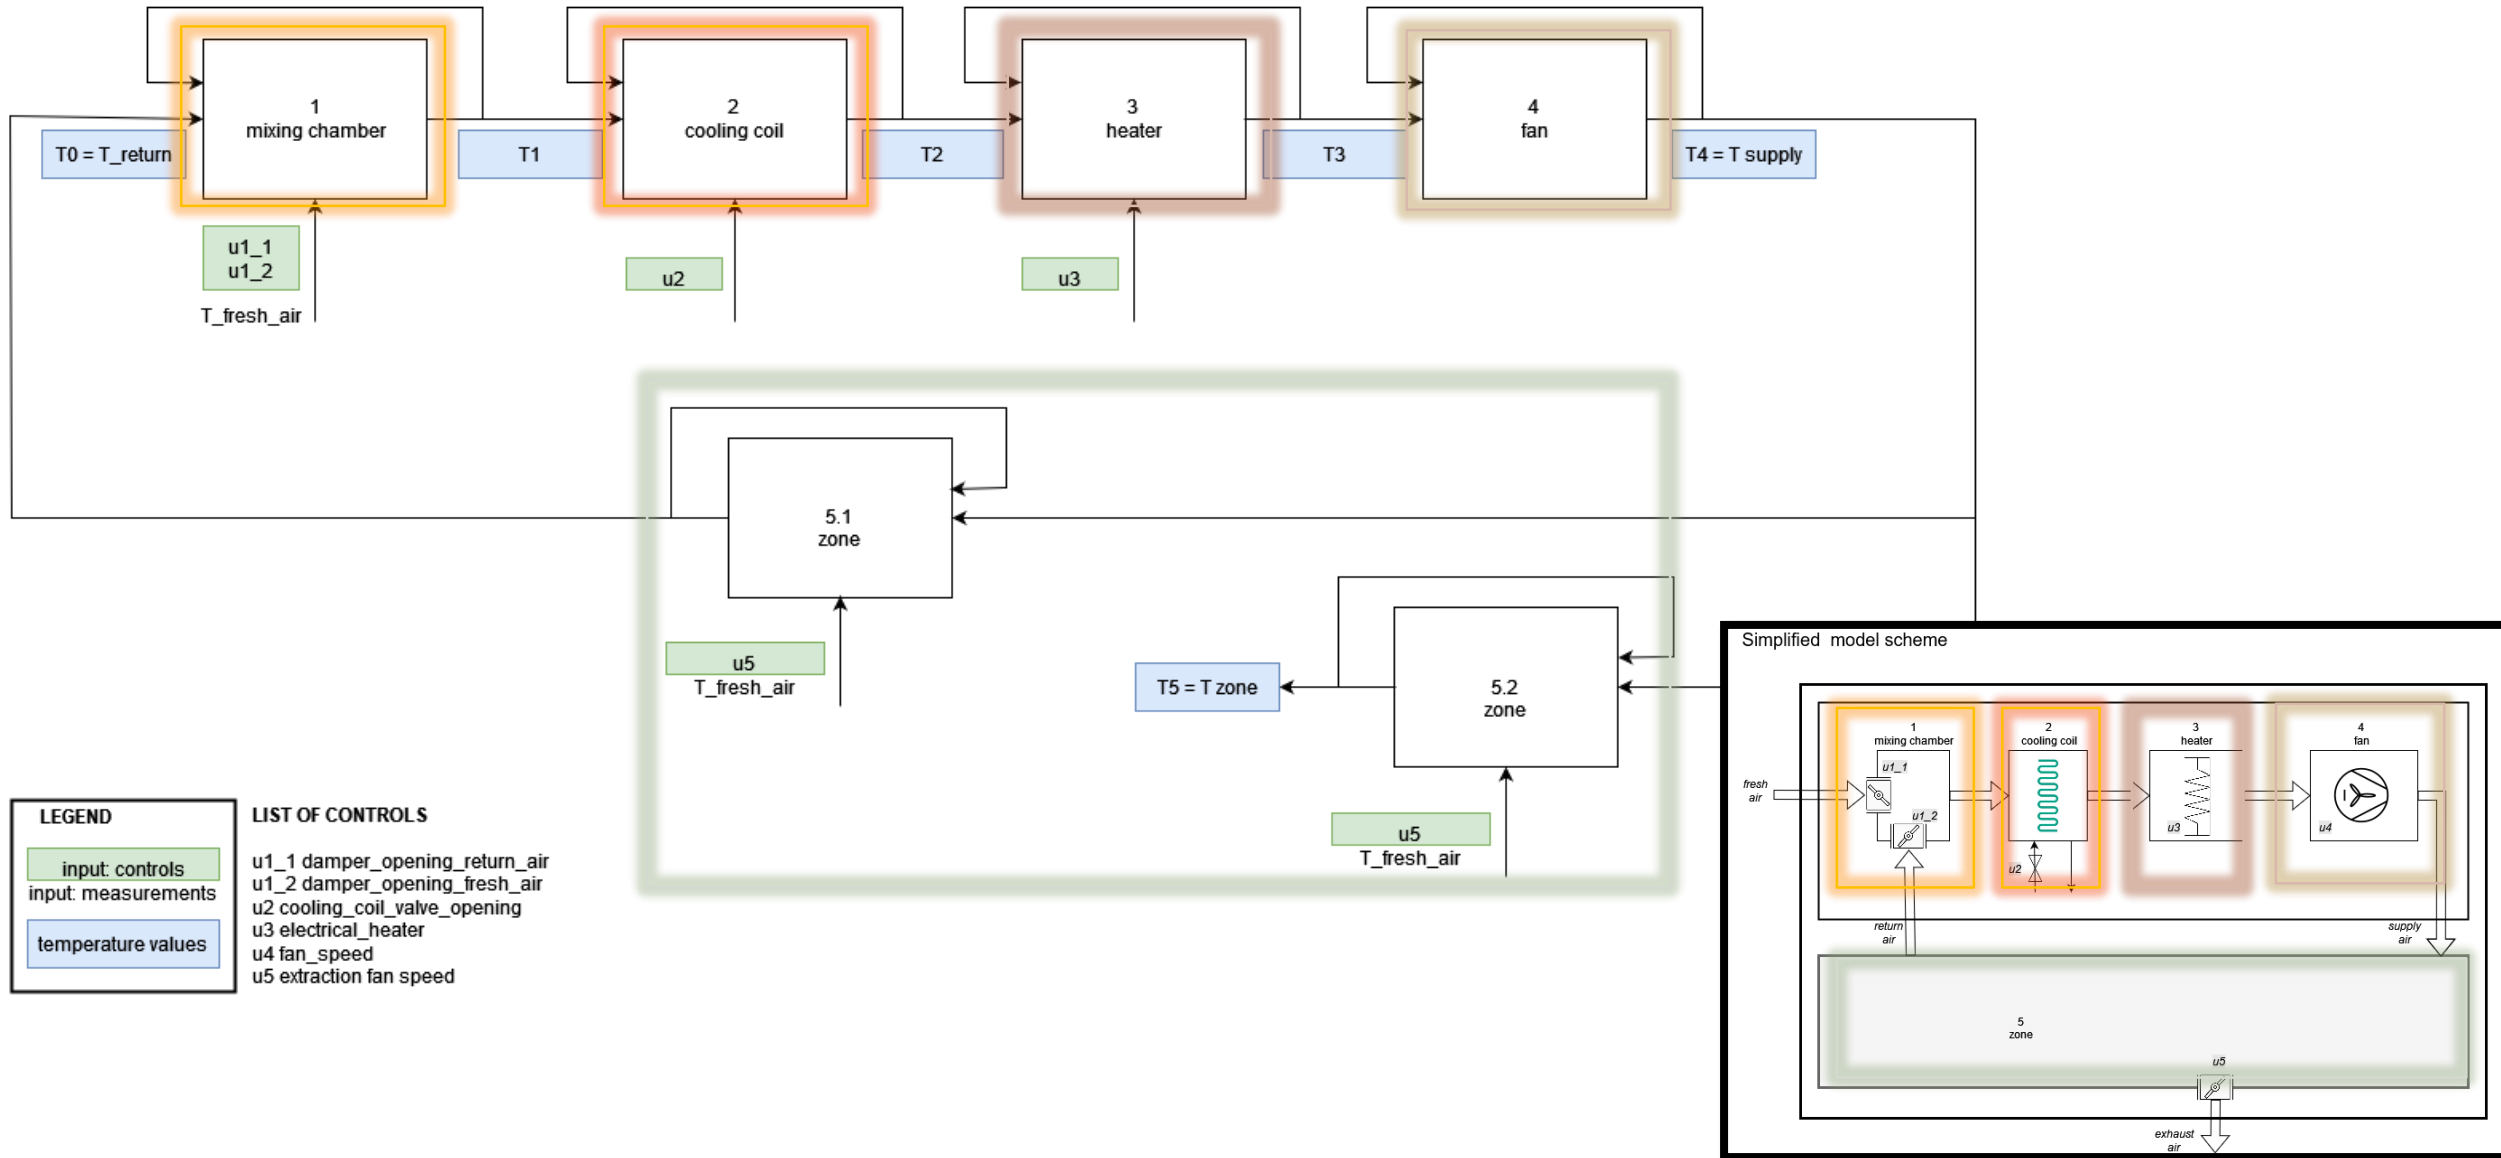 1
mixing chamber
2
cooling coil
3
heater
4
fan
T0 = T_return
T1
T2
T3
T4 = T supply
u1_1
u1_2
T_fresh_air
u2
u3
5.1
zone
u5
T_fresh_air
T5 = T zone
5.2
zone
u5
T_fresh_air
LEGEND
input: controls
input: measurements
temperature values
LIST OF CONTROLS
u1_1 damper_opening_return_air
u1_2 damper_opening_fresh_air
u2 cooling_coil_valve_opening
u3 electrical_heater
u4 fan_speed
u5 extraction fan speed
Simplified model scheme
1
mixing chamber
2
cooling coil
3
heater
4
fan
u1_1
fresh
air
u1_2
u3
u4
u2
return
air
supply
air
5
zone
u5
exhaust
air